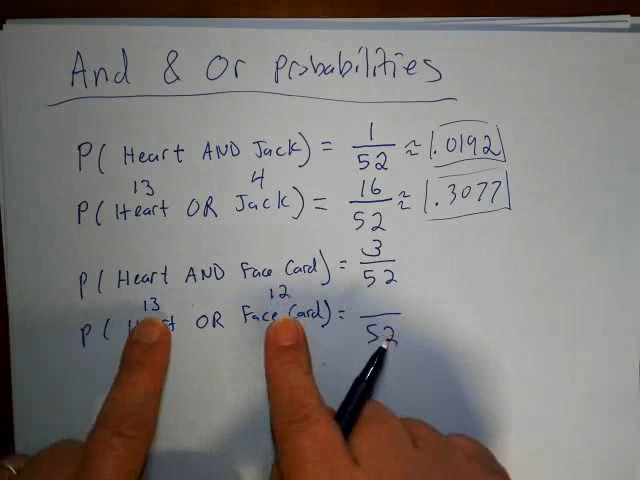 And & Or probabilities
P( Heart AND Jack) = 1/52 ≈ .0192
13 4
P( Heart OR Jack) = 16/52 ≈ .3077
P( Heart AND Face Card) = 3/52
13 12
P( Heart OR Face Card) = /52